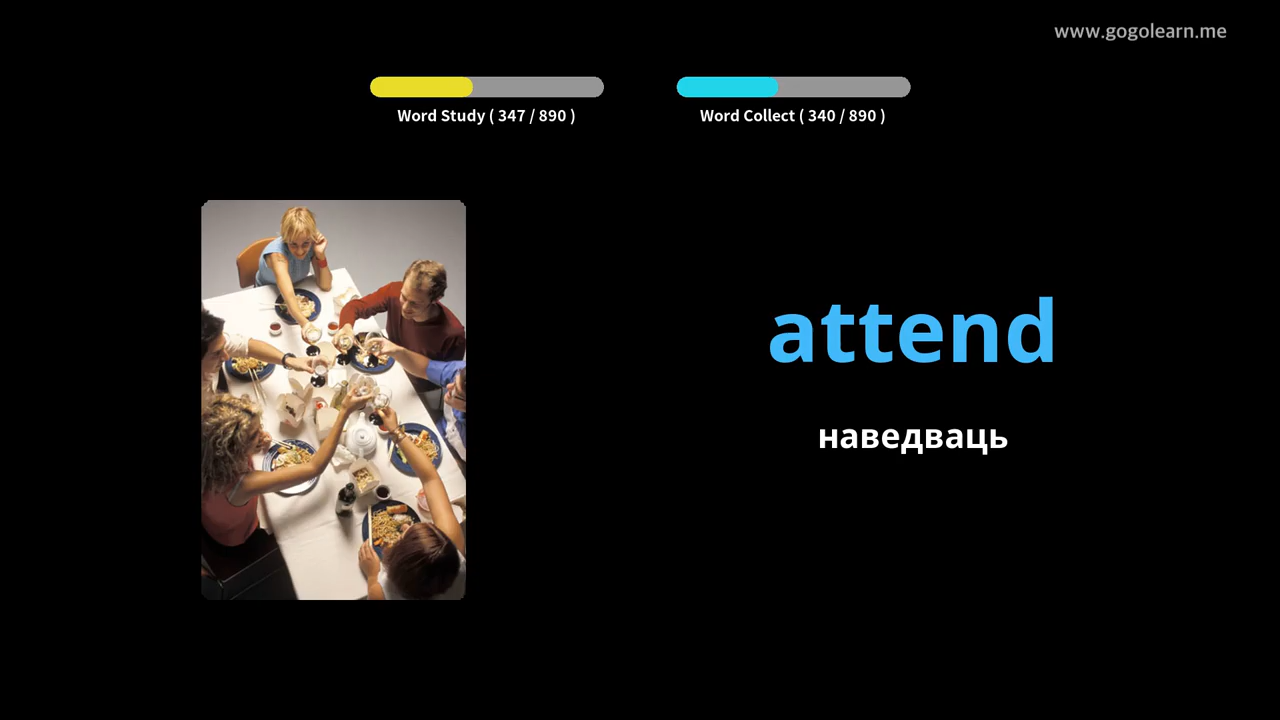 www.gogolearn.me
Word Study ( 347 / 890 )
Word Collect ( 340 / 890 )
attend
наведваць